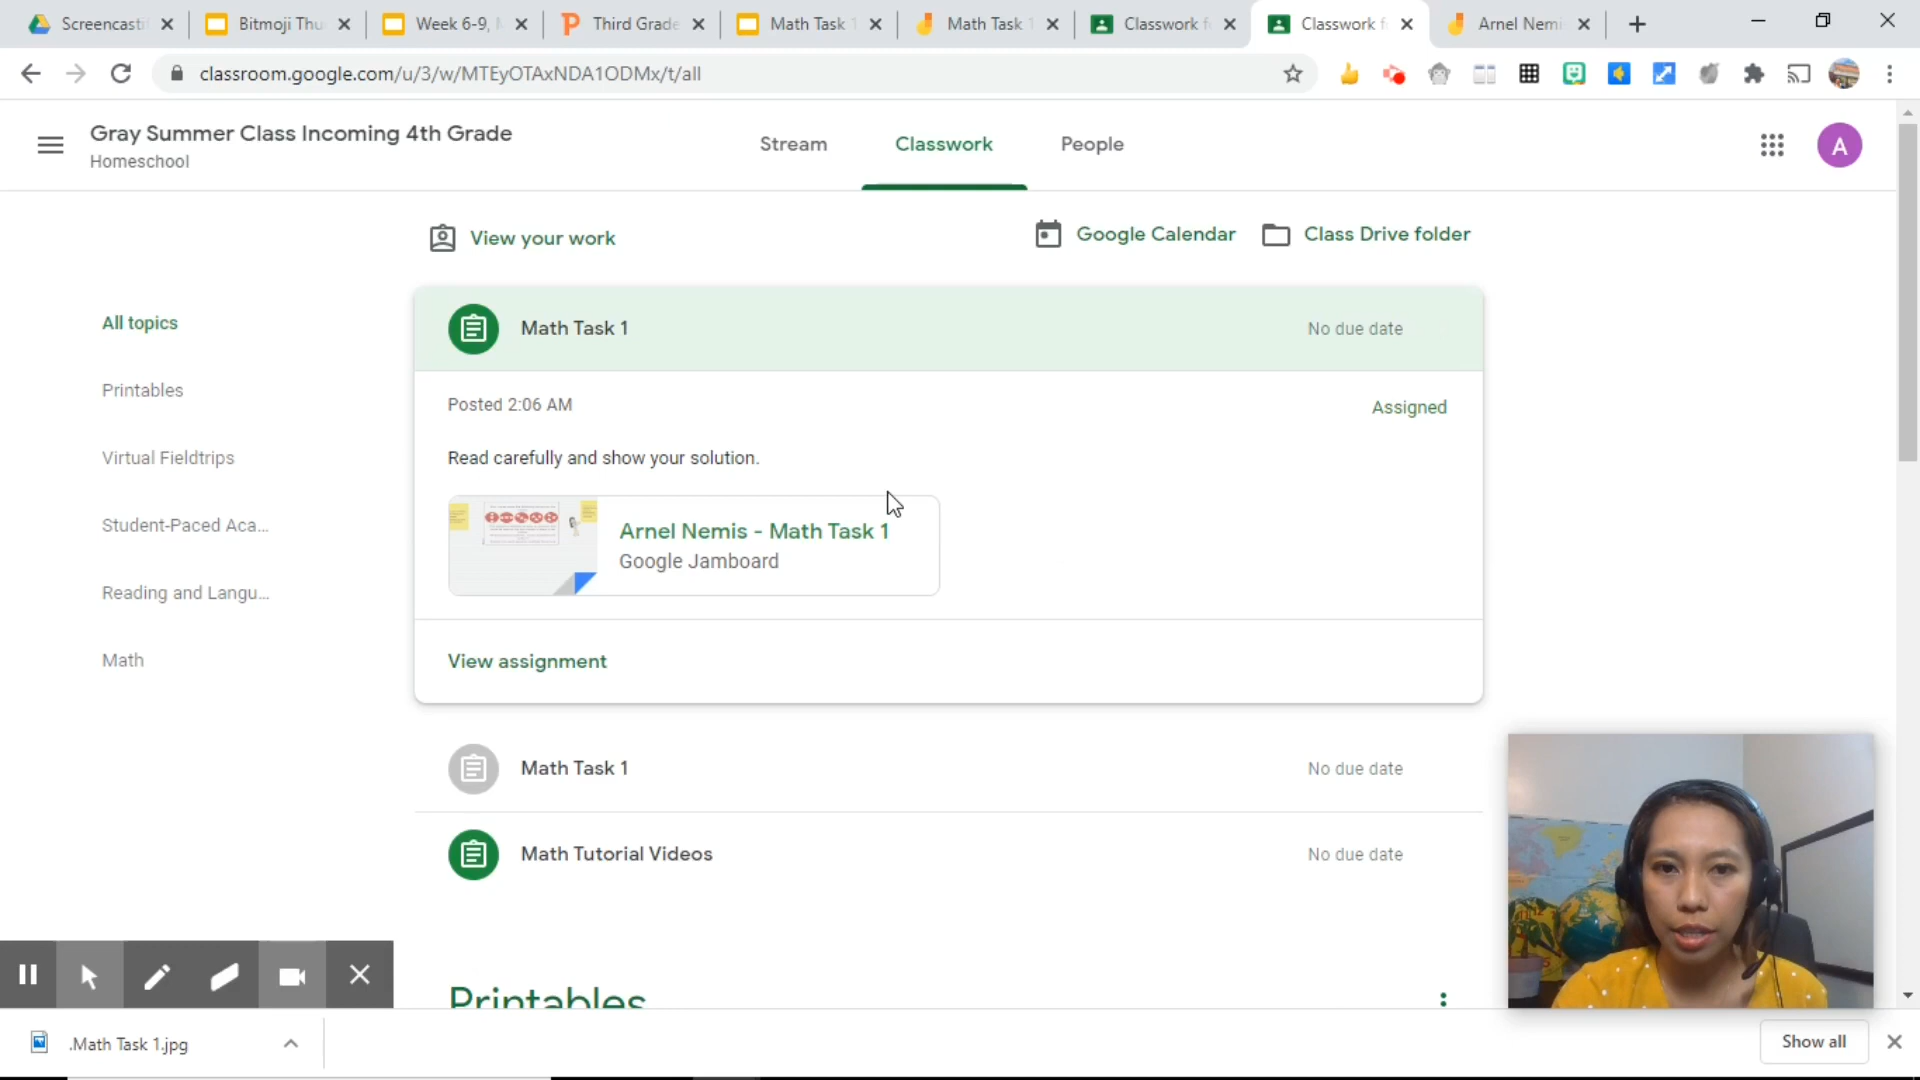 Screencasti
Bitmoji Thu
Week 6-9,
Third Grade
Math Task 1
Math Task 1
Classwork f
Classwork f
Arnel Nemi
classroom.google.com/u/3/w/MTEyOTAxNDA1ODMx/t/all
Gray Summer Class Incoming 4th Grade
Homeschool
Stream
Classwork
People
A
View your work
Google Calendar
Class Drive folder
All topics
Printables
Virtual Fieldtrips
Student-Paced Aca...
Reading and Langu...
Math
Math Task 1
No due date
Posted 2:06 AM
Assigned
Read carefully and show your solution.
Arnel Nemis - Math Task 1
Google Jamboard
View assignment
Math Task 1
No due date
Math Tutorial Videos
No due date
Printables
.Math Task 1.jpg
Show all